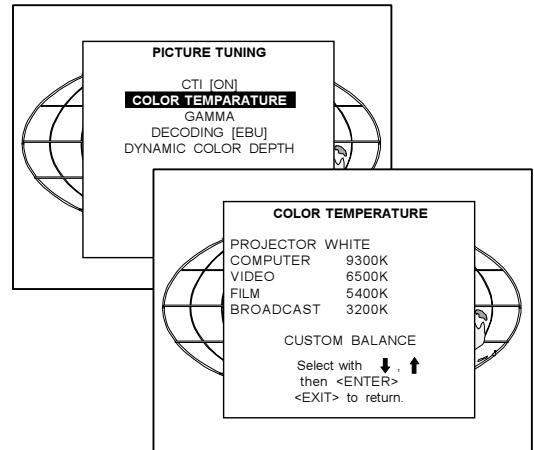 PICTURE TUNING
CTI [ON]
COLOR TEMPARATURE
GAMMA
DECODING [EBU]
DYNAMIC COLOR DEPTH
COLOR TEMPERATURE
PROJECTOR WHITE
COMPUTER 9300K
VIDEO 6500K
FILM 5400K
BROADCAST 3200K
CUSTOM BALANCE
Select with ⬇ , ⬆
then <ENTER>
<EXIT> to return.